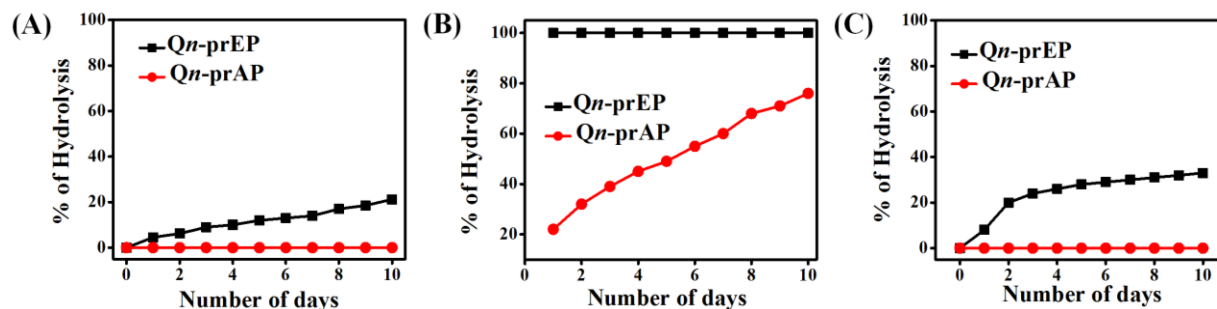 (A)
% of Hydrolysis
100
80
60
40
20
0
Qn-prEP
Qn-prAP
0 2 4 6 8 10
Number of days
(B)
% of Hydrolysis
100
80
60
40
20
Qn-prEP
Qn-prAP
0 2 4 6 8 10
Number of days
(C)
% of Hydrolysis
100
80
60
40
20
0
Qn-prEP
Qn-prAP
0 2 4 6 8 10
Number of days